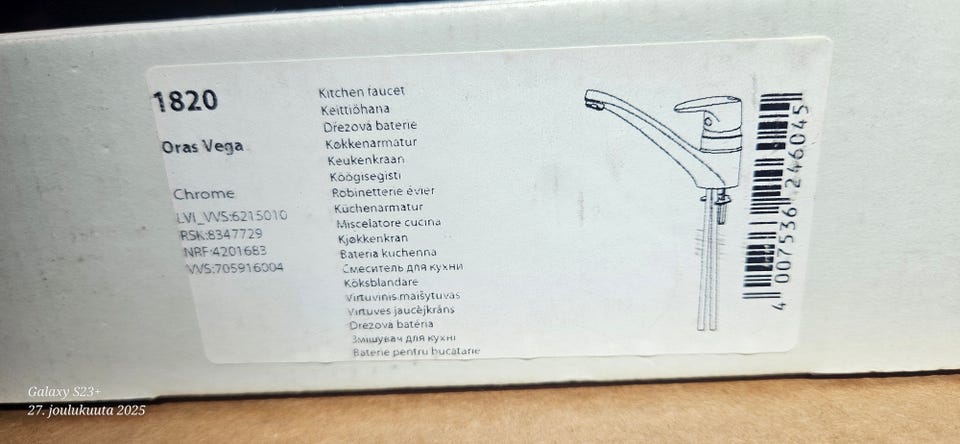 1820
Oras Vega
Chrome
LVI_VVS:6215010
RSK:8347729
NRF:4201683
VVS:705916004
Kitchen faucet
Keittiöhana
Dřezová baterie
Køkkenarmatur
Keukenkraan
Köögisegisti
Robinetterie évier
Küchenarmatur
Miscelatore cucina
Kjøkkenkran
Bateria kuchenna
Смеситель для кухни
Köksblandare
Virtuvinis maišytuvas
Virtuves jaucējkrāns
Drezová batéria
Змішувач для кухні
Baterie pentru bucatarie
4 007536 246045
Galaxy S23+
27. joulukuuta 2025